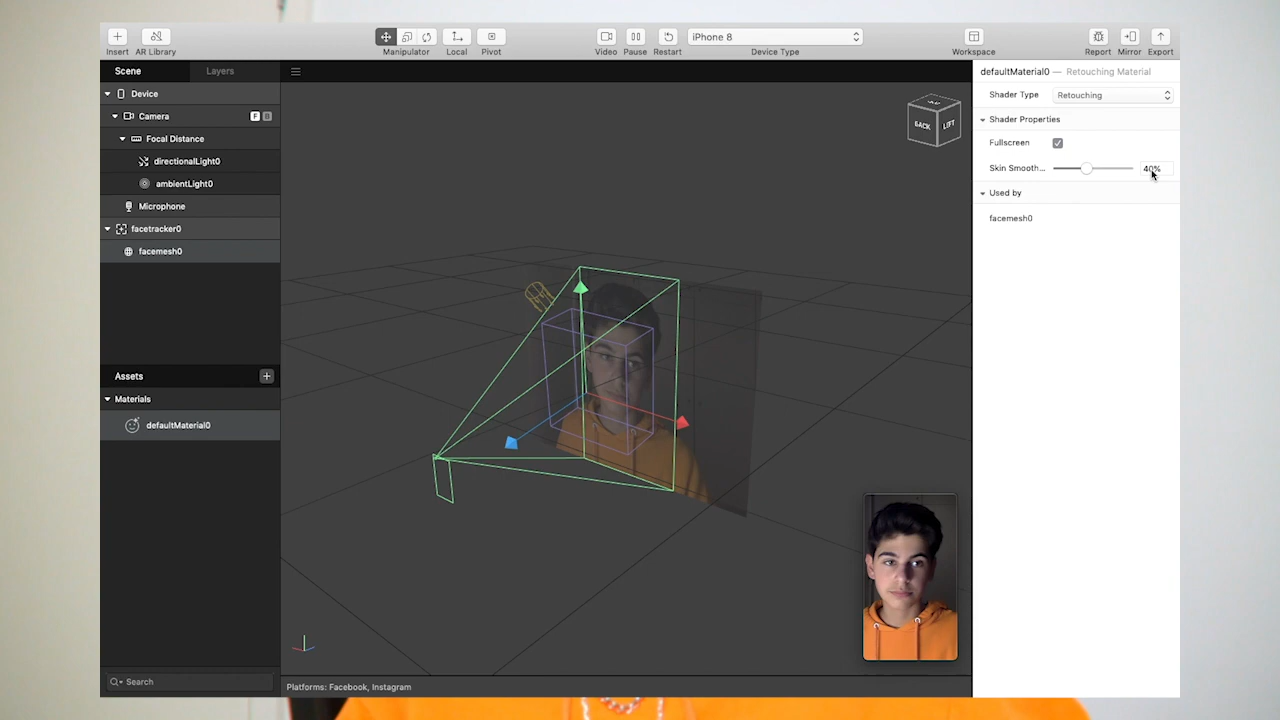 Insert
AR Library
Manipulator
Local
Pivot
Video
Pause
Restart
iPhone 8
Device Type
Workspace
Report
Mirror
Export
Scene
Layers
Device
Camera
F
Focal Distance
directionalLight0
ambientLight0
Microphone
facetracker0
facemesh0
Assets
Materials
defaultMaterial0
Search
BACK
LEFT
Platforms: Facebook, Instagram
defaultMaterial0 — Retouching Material
Shader Type
Retouching
Shader Properties
Fullscreen
Skin Smooth...
40%
Used by
facemesh0